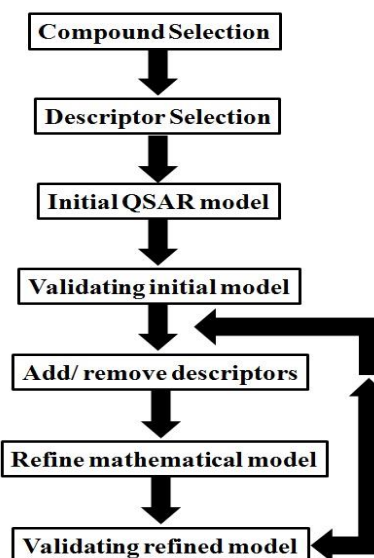 Compound Selection
Descriptor Selection
Initial QSAR model
Validating initial model
Add/ remove descriptors
Refine mathematical model
Validating refined model